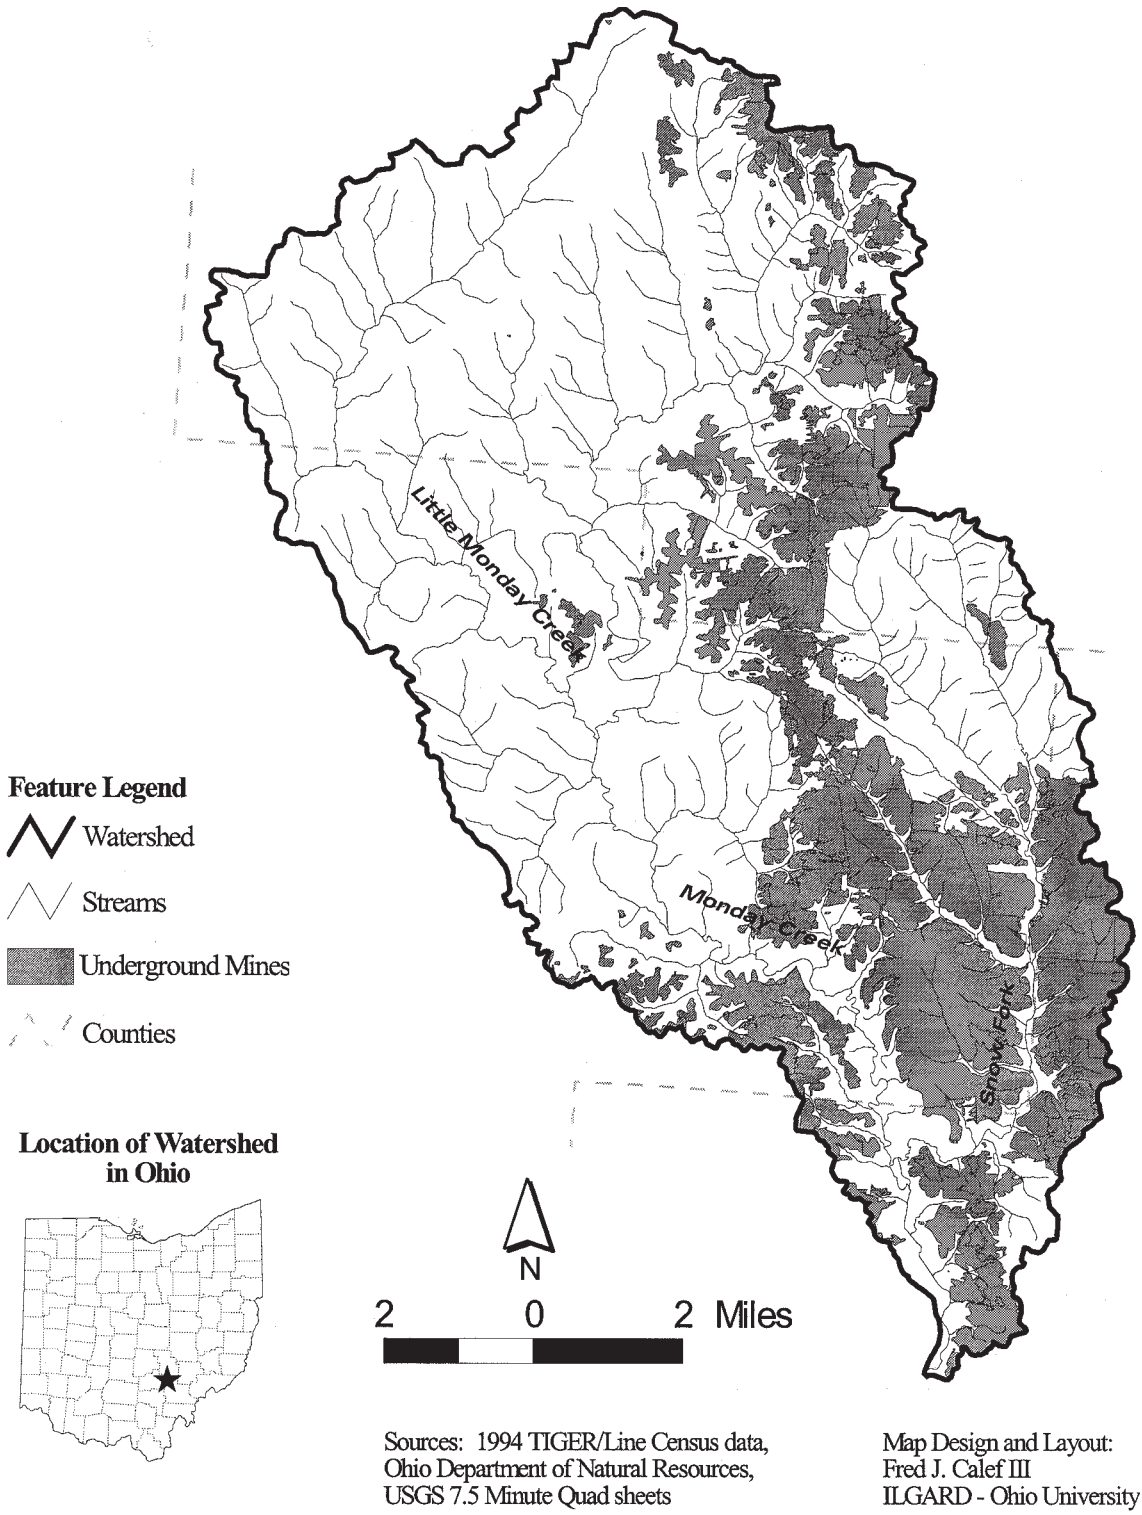 Little Monday Creek
Monday Creek
Snow Fork
Feature Legend
Watershed
Streams
Underground Mines
Counties
Location of Watershed
in Ohio
N
2 0 2 Miles
Sources: 1994 TIGER/Line Census data,
Ohio Department of Natural Resources,
USGS 7.5 Minute Quad sheets
Map Design and Layout:
Fred J. Calef III
ILGARD - Ohio University